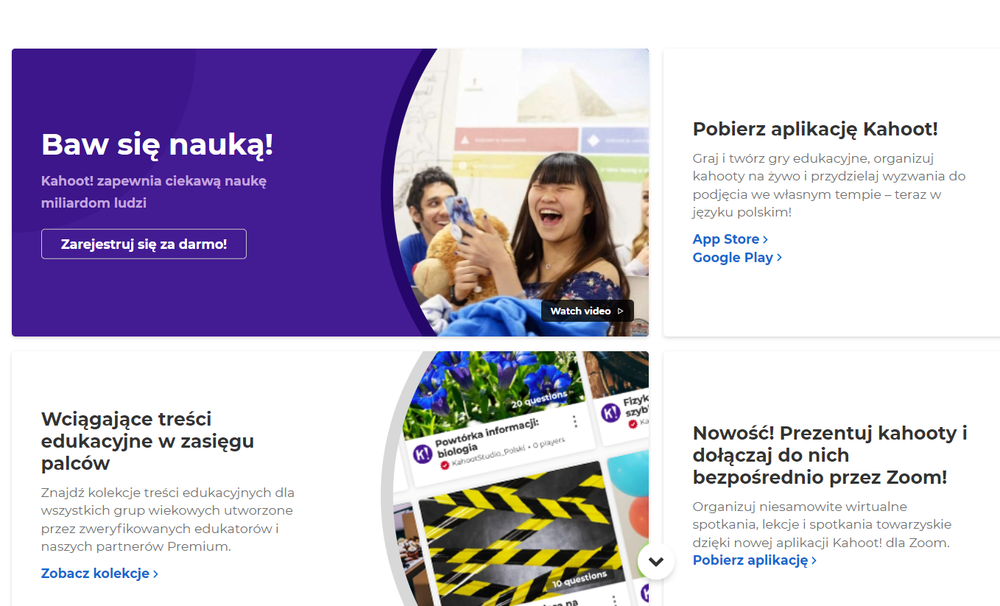 Baw się nauką!
Kahoot! zapewnia ciekawą naukę
miliardom ludzi
Zarejestruj się za darmo!
Watch video
Pobierz aplikację Kahoot!
Graj i twórz gry edukacyjne, organizuj
kahooty na żywo i przydzielaj wyzwania do
podjęcia we własnym tempie – teraz w
języku polskim!
App Store
Google Play
Wciągające treści
edukacyjne w zasięgu
palców
Znajdź kolekcje treści edukacyjnych dla
wszystkich grup wiekowych utworzone
przez zweryfikowanych edukatorów i
naszych partnerów Premium.
Zobacz kolekcje
20 questions
K!
Powtórka informacji:
biologia
KahootStudio_Polski • 0 players
K!
10 questions
Nowość! Prezentuj kahooty i
dołączaj do nich
bezpośrednio przez Zoom!
Organizuj niesamowite wirtualne
spotkania, lekcje i spotkania towarzyskie
dzięki nowej aplikacji Kahoot! dla Zoom.
Pobierz aplikację